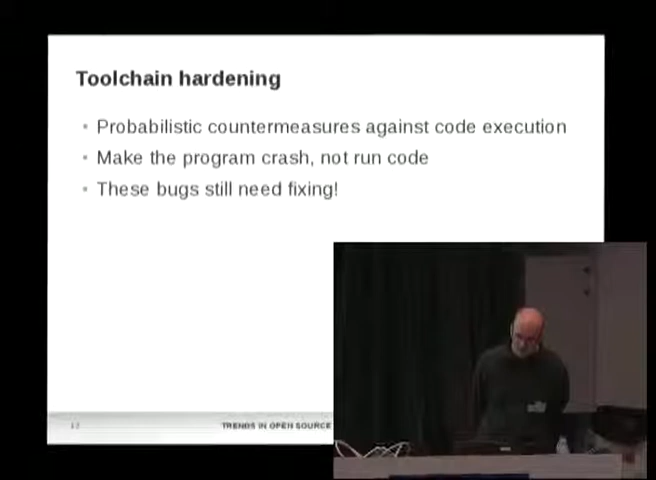 Toolchain hardening
Probabilistic countermeasures against code execution
Make the program crash, not run code
These bugs still need fixing!
TRENDS IN OPEN SOURCE